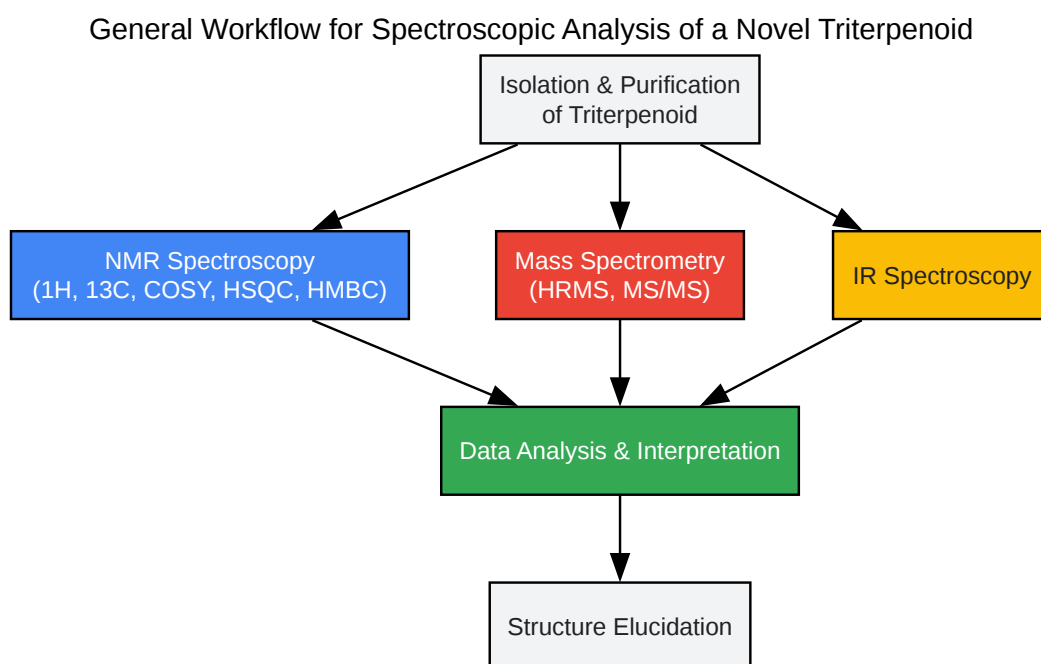 General Workflow for Spectroscopic Analysis of a Novel Triterpenoid
Isolation & Purification
of Triterpenoid
NMR Spectroscopy
(1H, 13C, COSY, HSQC, HMBC)
Mass Spectrometry
(HRMS, MS/MS)
IR Spectroscopy
Data Analysis & Interpretation
Structure Elucidation